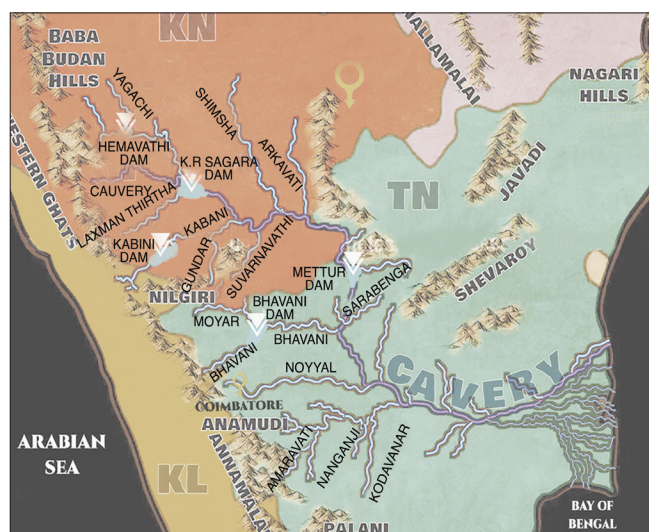 KN
BABA
BUDAN
HILLS
NALLAMALAI
NAGARI
HILLS
YAGACHI
SHIMSHA
ARKAVATI
HEMAVATHI
DAM
K.R SAGARA
DAM
WESTERN GHATS
CAUVERY
LAXMAN THIRTHA
JAVADI
TN
KABANI
KABINI
DAM
GUNDAR
SUVARNAVATHI
METTUR
DAM
SARABENGA
SHEVAROY
NILGIRI
BHAVANI
DAM
MOYAR
BHAVANI
BHAVANI
NOYYAL
CAVERY
COIMBATORE
ANAMUDI
ARABIAN
SEA
KL
ANNAMALAI
AMARAVATI
NANGANJI
KODAVANAR
BAY OF
BENGAL
PALANI